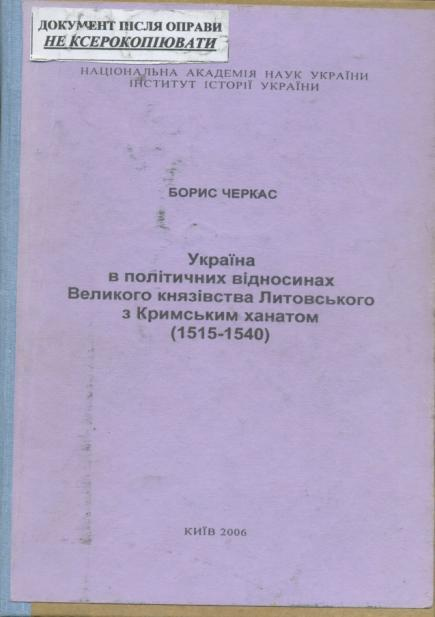 ДОКУМЕНТ ПІСЛЯ ОПРАВИ
НЕ КСЕРОКОПІЮВАТИ
НАЦІОНАЛЬНА АКАДЕМІЯ НАУК УКРАЇНИ
ІНСТИТУТ ІСТОРІЇ УКРАЇНИ
БОРИС ЧЕРКАС
Україна
в політичних відносинах
Великого князівства Литовського
з Кримським ханатом
(1515-1540)
КИЇВ 2006